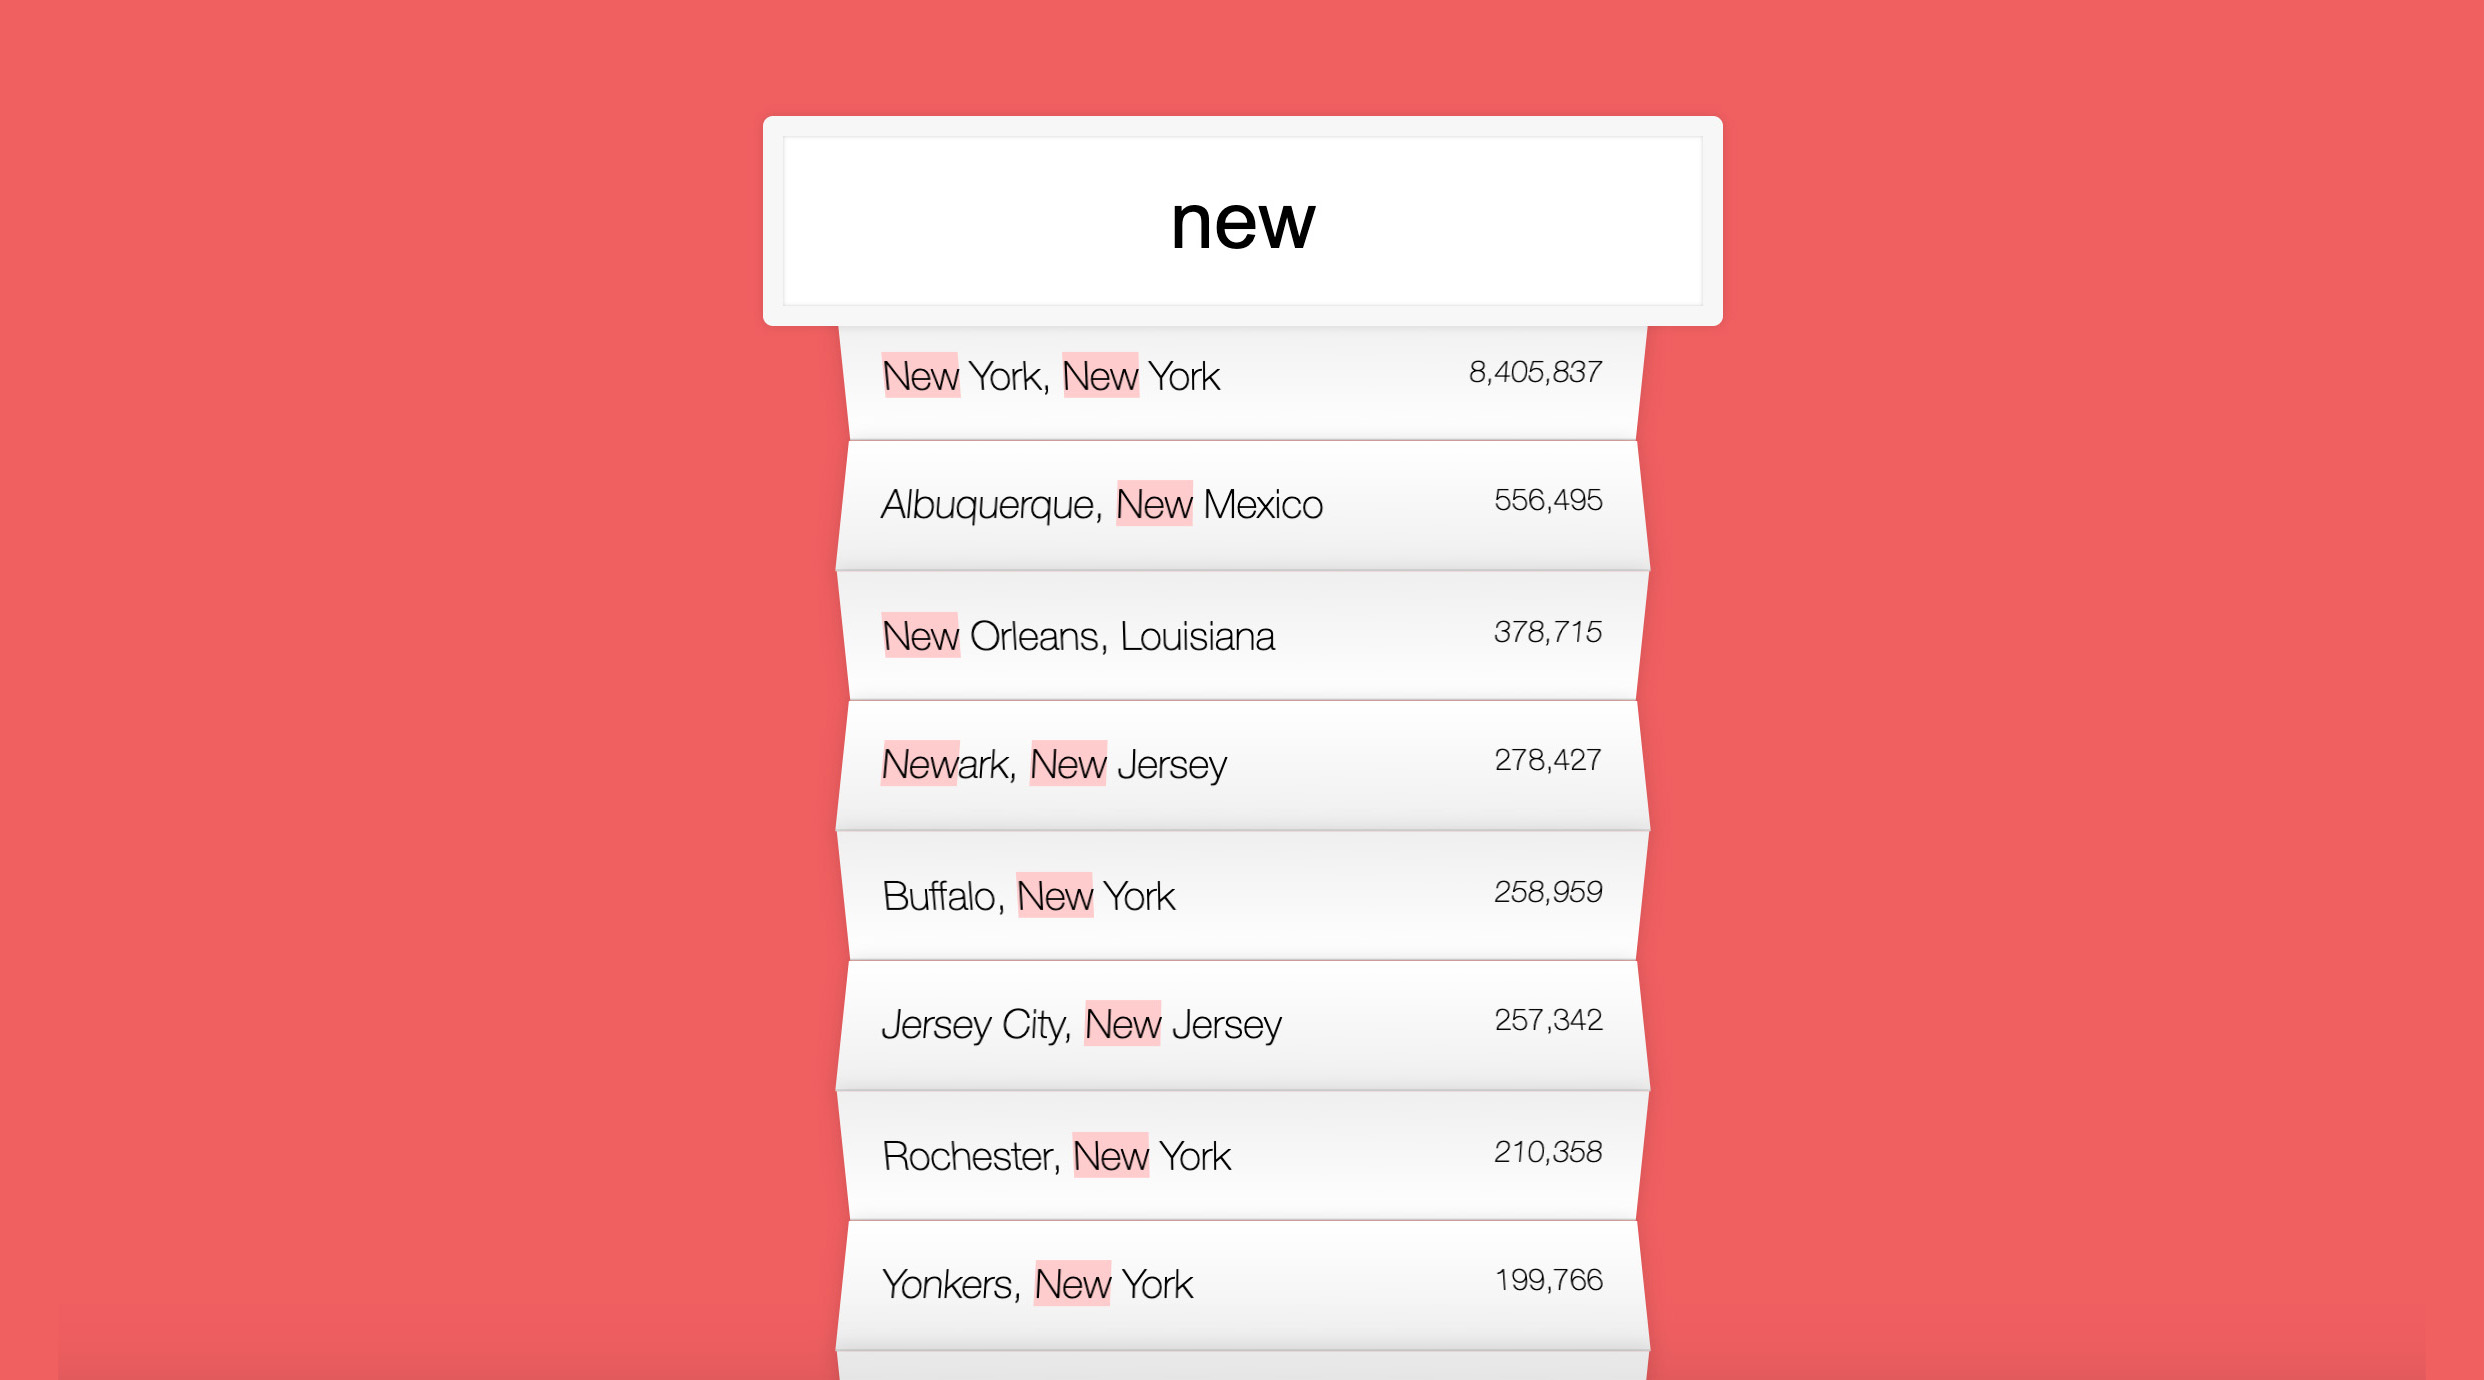 new
New York, New York 8,405,837
Albuquerque, New Mexico 556,495
New Orleans, Louisiana 378,715
Newark, New Jersey 278,427
Buffalo, New York 258,959
Jersey City, New Jersey 257,342
Rochester, New York 210,358
Yonkers, New York 199,766